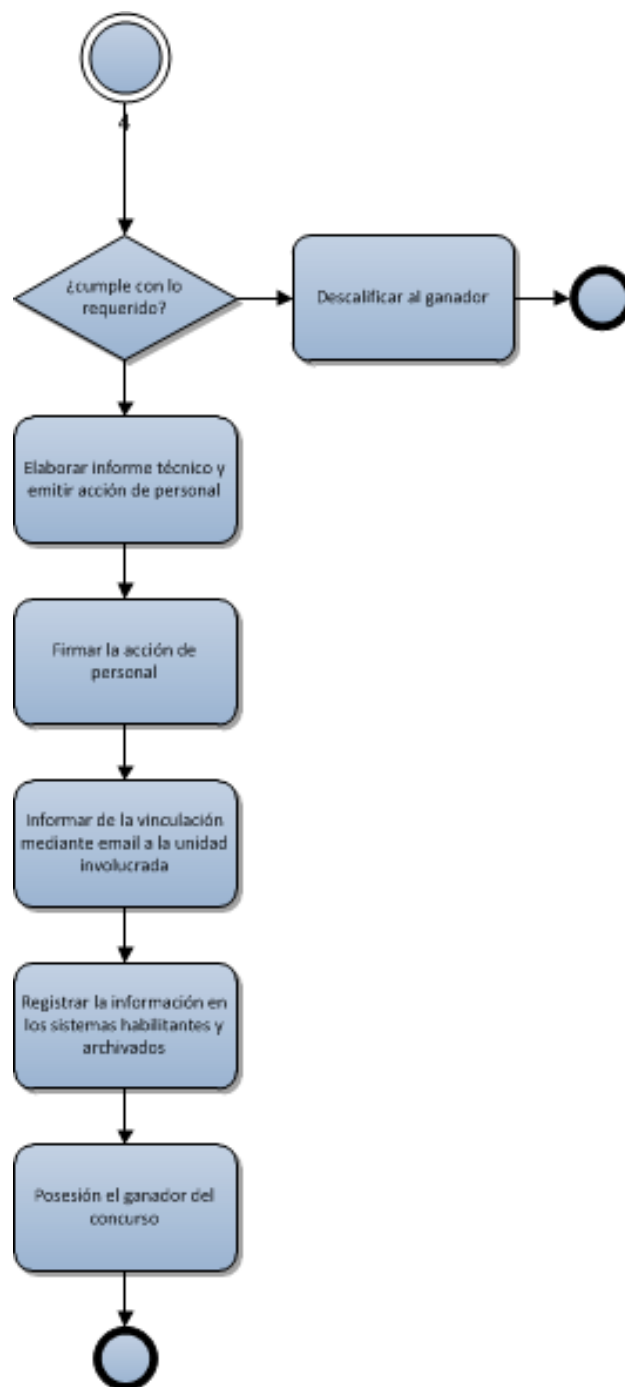 4
¿cumple con lo
requerido?
Descalificar al ganador
Elaborar informe técnico y
emitir acción de personal
Firmar la acción de
personal
Informar de la vinculación
mediante email a la unidad
involucrada
Registrar la información en
los sistemas habilitantes y
archivados
Posesión el ganador del
concurso